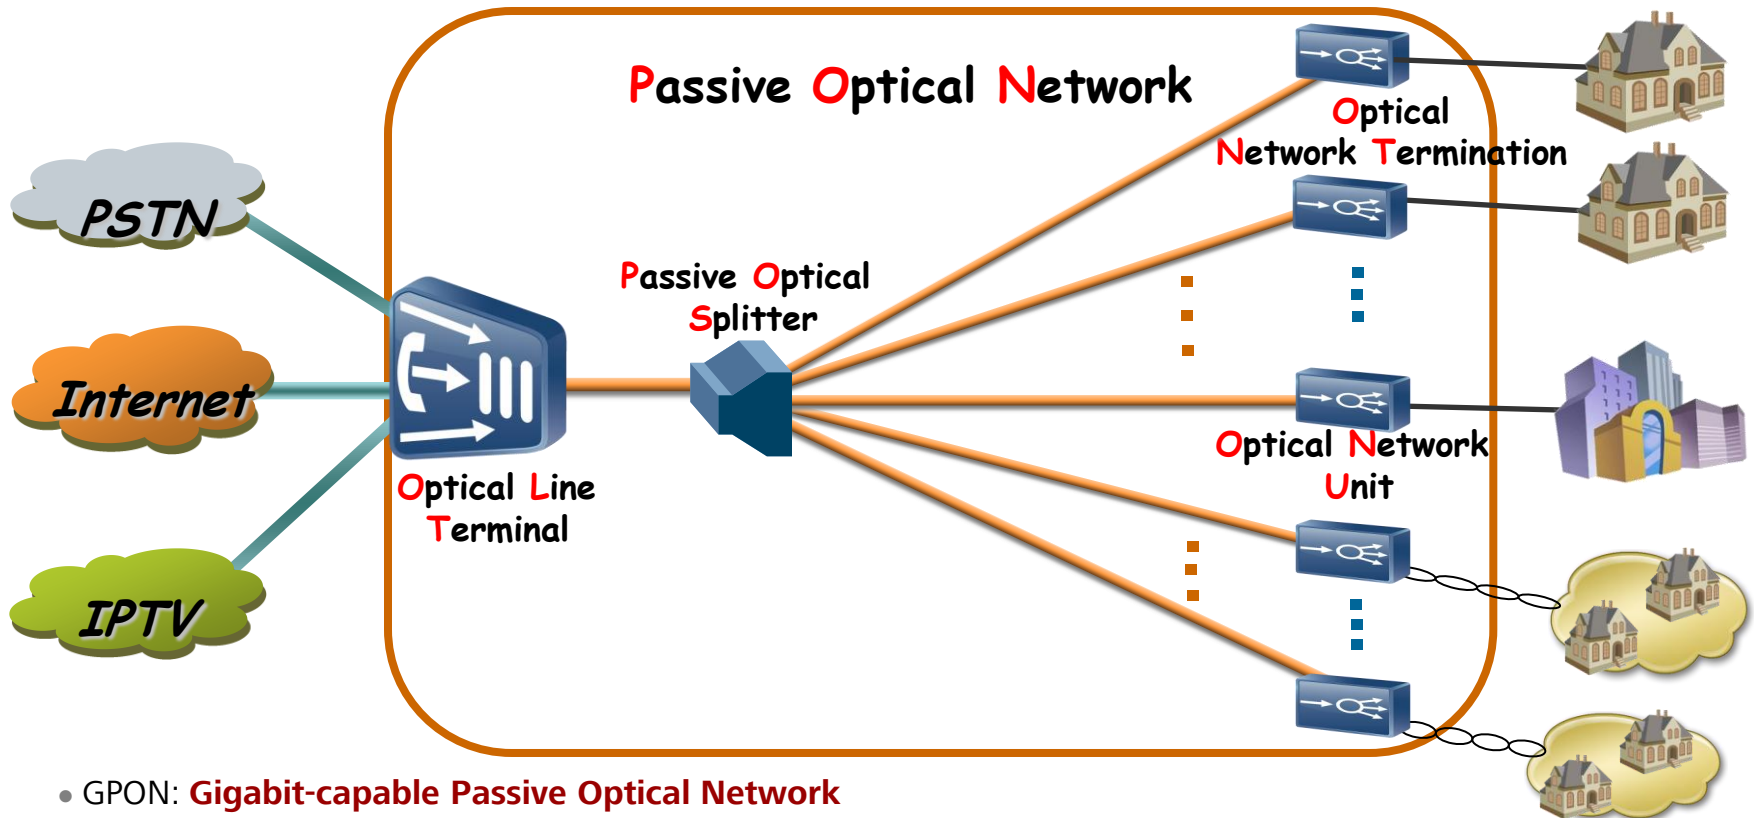 Passive Optical Network
Optical
Network Termination
PSTN
Passive Optical
Splitter
Internet
Optical Network
Unit
Optical Line
Terminal
IPTV
• GPON: Gigabit-capable Passive Optical Network